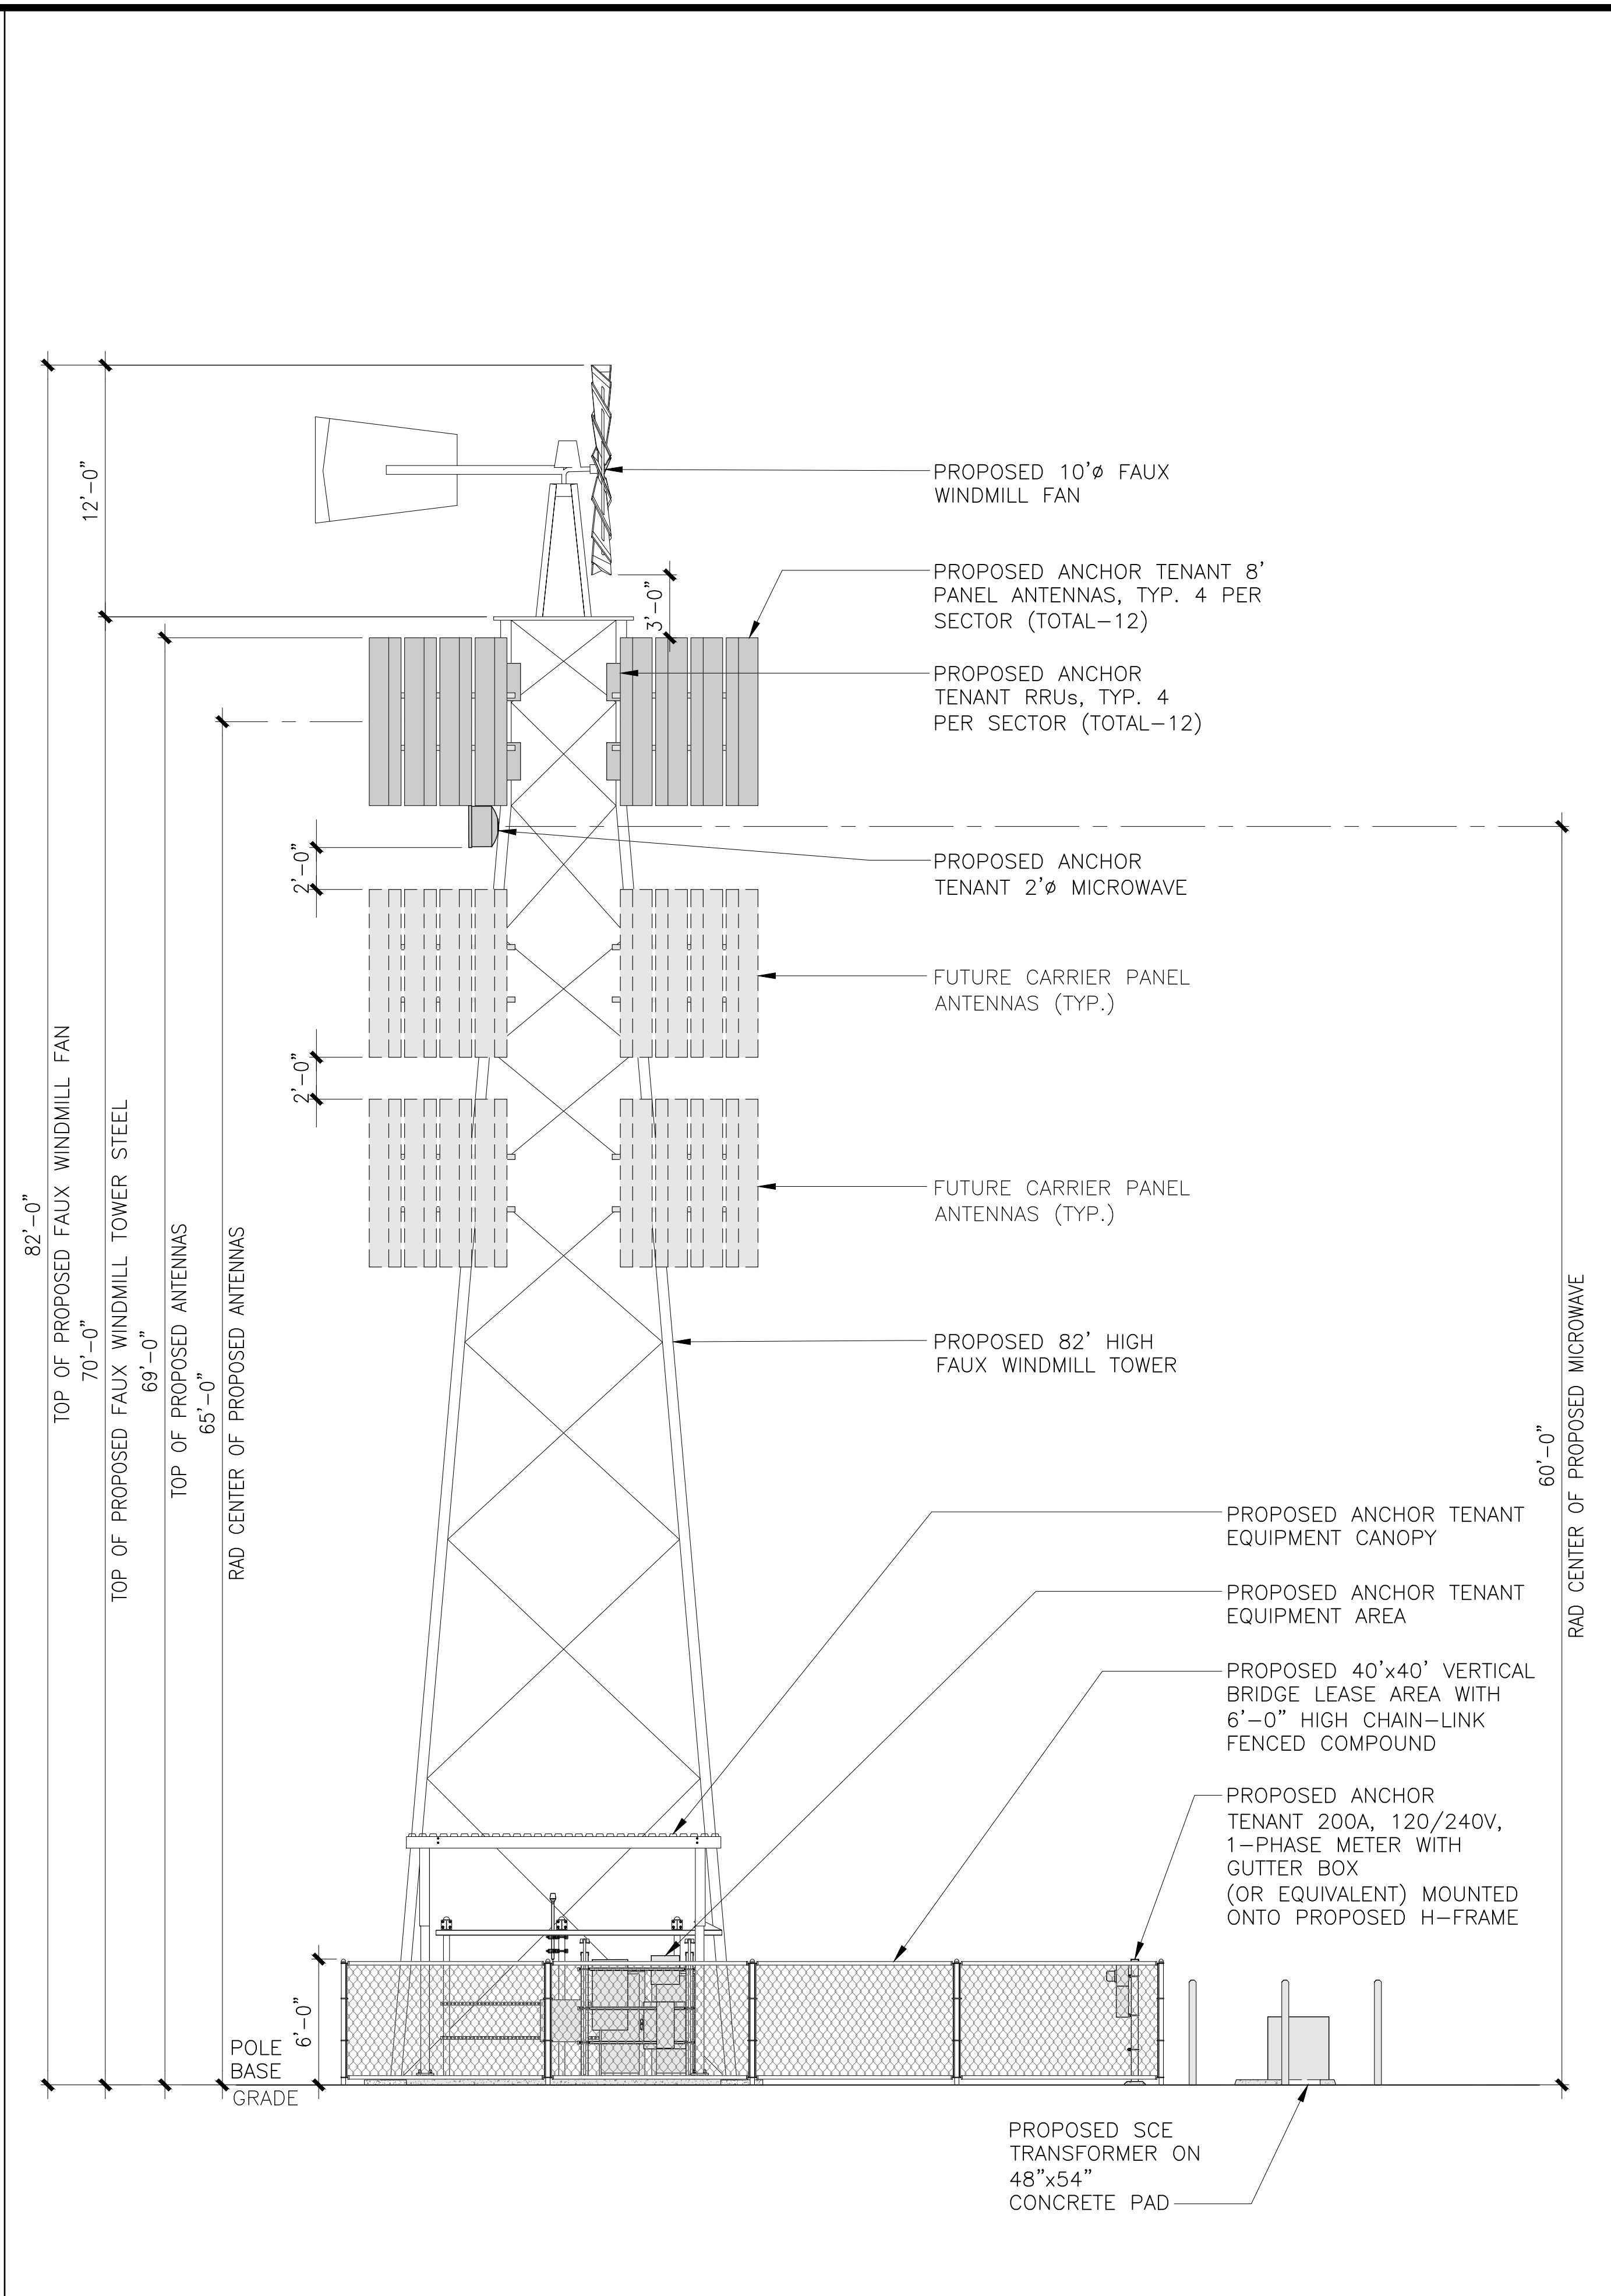 PROPOSED 10'ø FAUX
WINDMILL FAN
PROPOSED ANCHOR TENANT 8'
PANEL ANTENNAS, TYP. 4 PER
SECTOR (TOTAL-12)
PROPOSED ANCHOR
TENANT RRUs, TYP. 4
PER SECTOR (TOTAL-12)
PROPOSED ANCHOR
TENANT 2'ø MICROWAVE
FUTURE CARRIER PANEL
ANTENNAS (TYP.)
FUTURE CARRIER PANEL
ANTENNAS (TYP.)
PROPOSED 82' HIGH
FAUX WINDMILL TOWER
PROPOSED ANCHOR TENANT
EQUIPMENT CANOPY
PROPOSED ANCHOR TENANT
EQUIPMENT AREA
PROPOSED 40'x40' VERTICAL
BRIDGE LEASE AREA WITH
6'-0" HIGH CHAIN-LINK
FENCED COMPOUND
PROPOSED ANCHOR
TENANT 200A, 120/240V,
1-PHASE METER WITH
GUTTER BOX
(OR EQUIVALENT) MOUNTED
ONTO PROPOSED H-FRAME
PROPOSED SCE
TRANSFORMER ON
48"x54"
CONCRETE PAD
82'-0"
TOP OF PROPOSED FAUX WINDMILL FAN
12'-0"
70'-0"
TOP OF PROPOSED FAUX WINDMILL TOWER STEEL
69'-0"
TOP OF PROPOSED ANTENNAS
65'-0"
RAD CENTER OF PROPOSED ANTENNAS
3'-0"
2'-0"
2'-0"
6'-0"
POLE
BASE
GRADE
60'-0"
RAD CENTER OF PROPOSED MICROWAVE